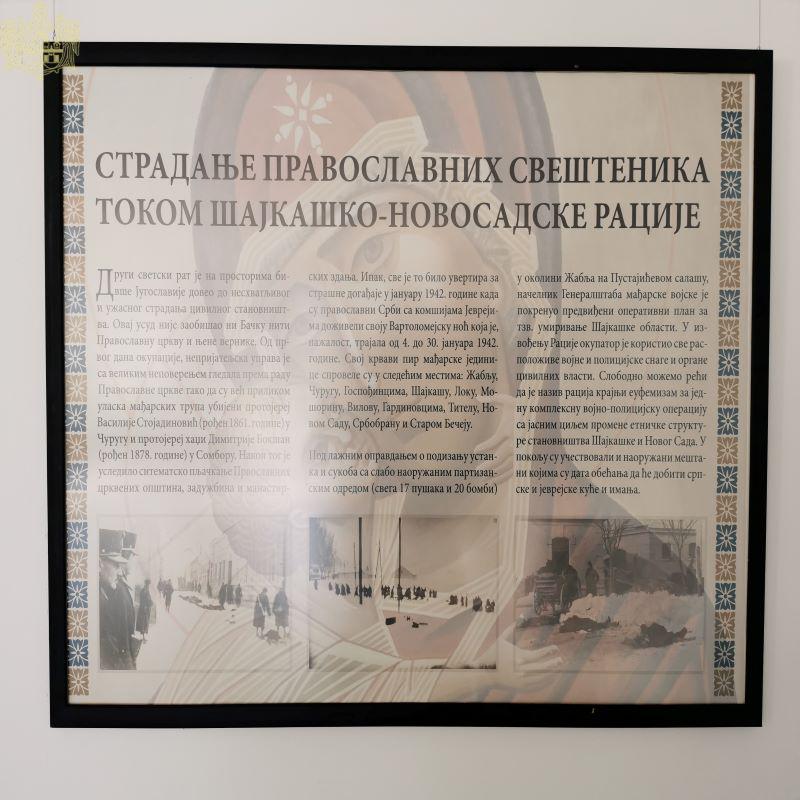 СТРАДАЊЕ ПРАВОСЛАВНИХ СВЕШТЕНИКА
ТОКОМ ШАЈКАШКО-НОВОСАДСКЕ РАЦИЈЕ
Други светски рат је на просторима би-
вше Југославије довео до несхватљивог
и ужасног страдања цивилног становништ-
ва. Овај усуд није заобишао ни Бачку нити
Православну цркву и њене вернике. Од пр-
вог дана окупације, непријатељска управа је
са великим неповерењем гледала према раду
Православне цркве тако да су већ приликом
уласка мађарских трупа убијени протојереј
Василије Стојадиновић (рођен 1861. године) у
Чуругу и протојереј хаџи Димитрије Бокшан
(рођен 1878. године) у Сомбору. Након тог је
уследило ситематско пљачкање Православних
црквених општина, задужбина и манастир-
ских здања. Ипак, све је то било увертира за
страшне догађаје у јануару 1942. године када
су православни Срби са комшијама Јевреји-
ма доживели своју Вартоломејску ноћ која је,
нажалост, трајала од 4. до 30. јануара 1942.
године. Свој крвави пир мађарске једини-
це спровеле су у следећим местима: Жабљу,
Чуругу, Госпођинцима, Шајкашу, Локу, Мо-
шорину, Вилову, Гардиновцима, Тителу, Но-
вом Саду, Србобрану и Старом Бечеју.
Под лажним оправдањем о подизању устан-
ка и сукоба са слабо наоружаним партизан-
ским одредом (свега 17 пушака и 20 бомби)
у околини Жабља на Пустајићевом салашу,
начелник Генералштаба мађарске војске је
покренуо предвиђени оперативни план за
тзв. умиривање Шајкашке области. У из-
вођењу Рације окупатор је користио све рас-
положиве војне и полицијске снаге и органе
цивилних власти. Слободно можемо рећи
да је назив рација крајњи еуфемизам за јед-
ну комплексну војно-полицијску операцију
са јасним циљем промене етничке структу-
ре становништва Шајкашке и Новог Сада. У
покољу су учествовали и наоружани мешта-
ни којима су дата обећања да ће добити срп-
ске и јеврејске куће и имања.